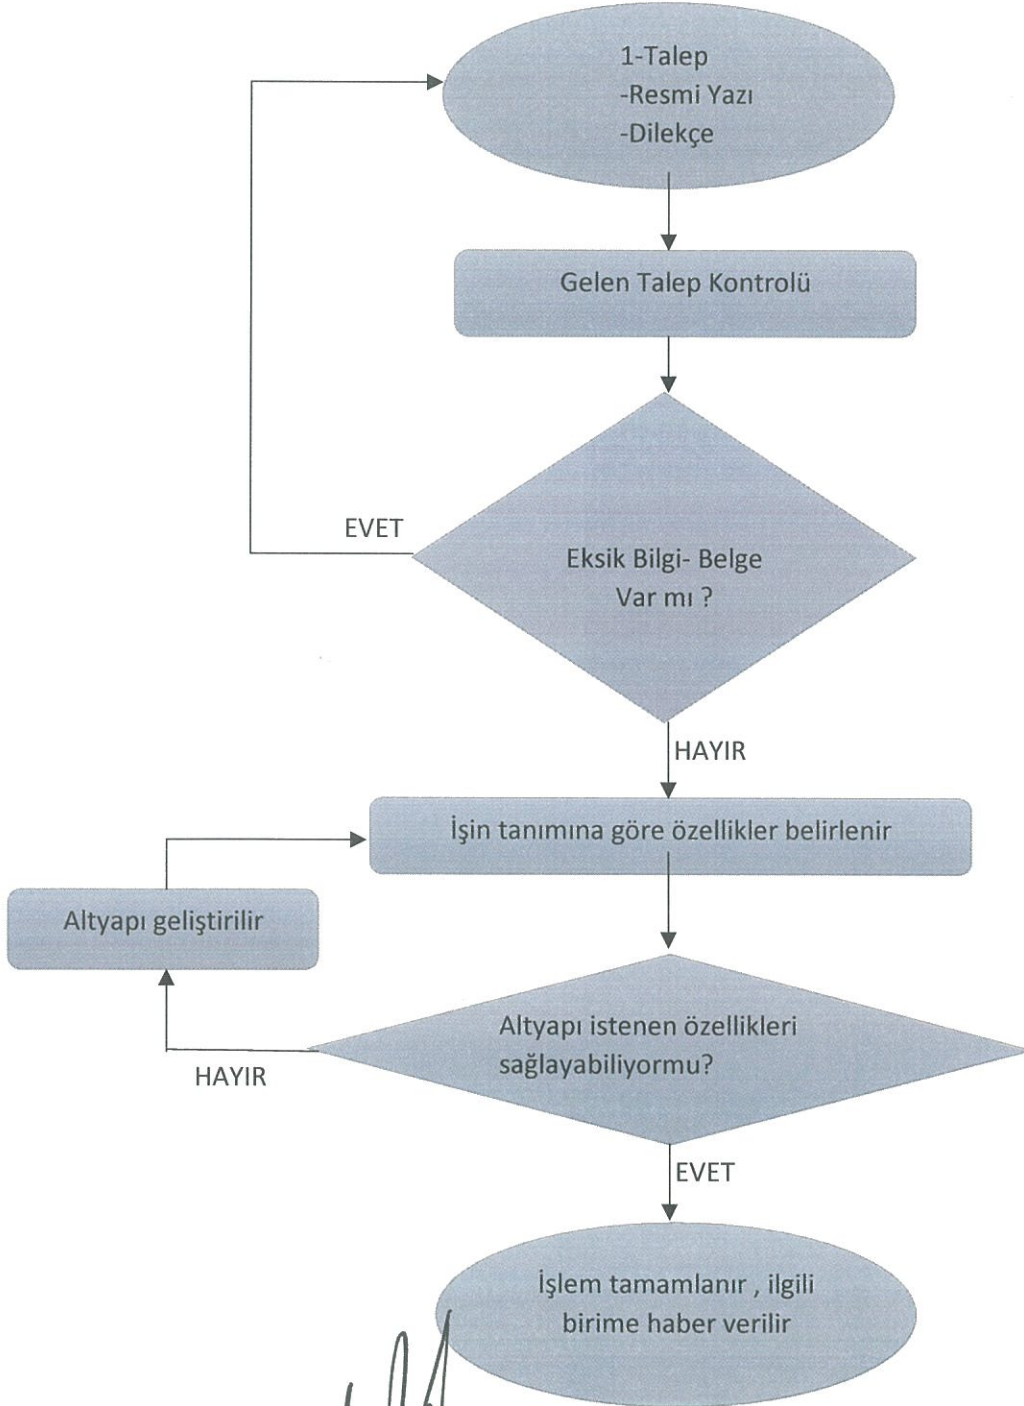 1-Talep
-Resmi Yazı
-Dilekçe
Gelen Talep Kontrolü
EVET
Eksik Bilgi- Belge
Var mı ?
HAYIR
İşin tanımına göre özellikler belirlenir
Altyapı geliştirilir
Altyapı istenen özellikleri
sağlayabiliyormu?
HAYIR
EVET
İşlem tamamlanır , ilgili
birime haber verilir